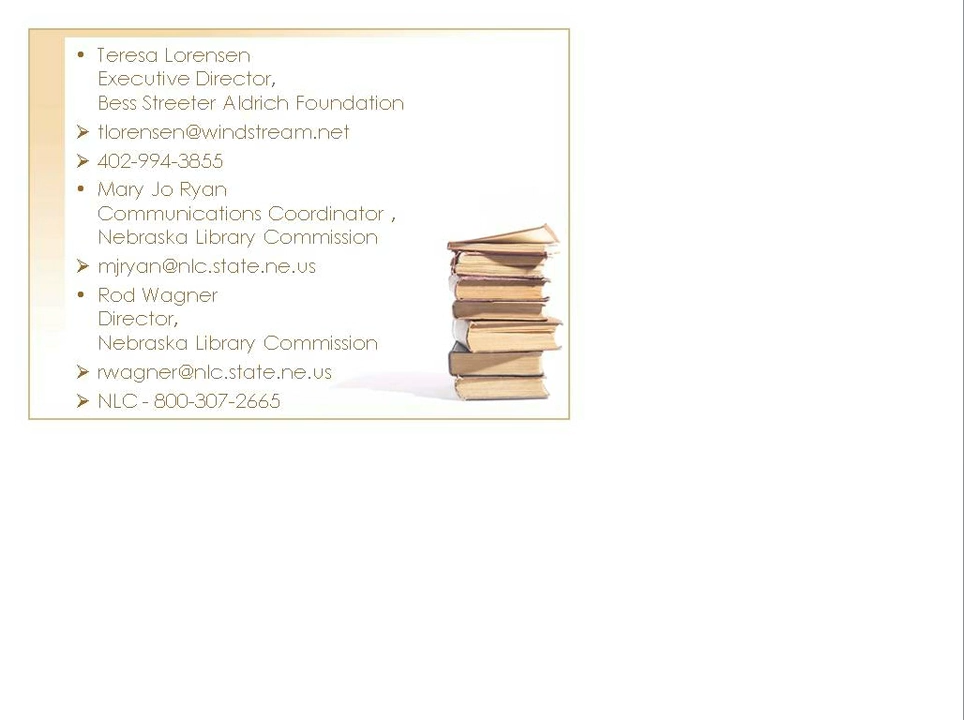 • Teresa Lorensen
Executive Director,
Bess Streeter Aldrich Foundation
➢ tlorensen@windstream.net
➢ 402-994-3855
• Mary Jo Ryan
Communications Coordinator ,
Nebraska Library Commission
➢ mjryan@nlc.state.ne.us
• Rod Wagner
Director,
Nebraska Library Commission
➢ rwagner@nlc.state.ne.us
➢ NLC - 800-307-2665